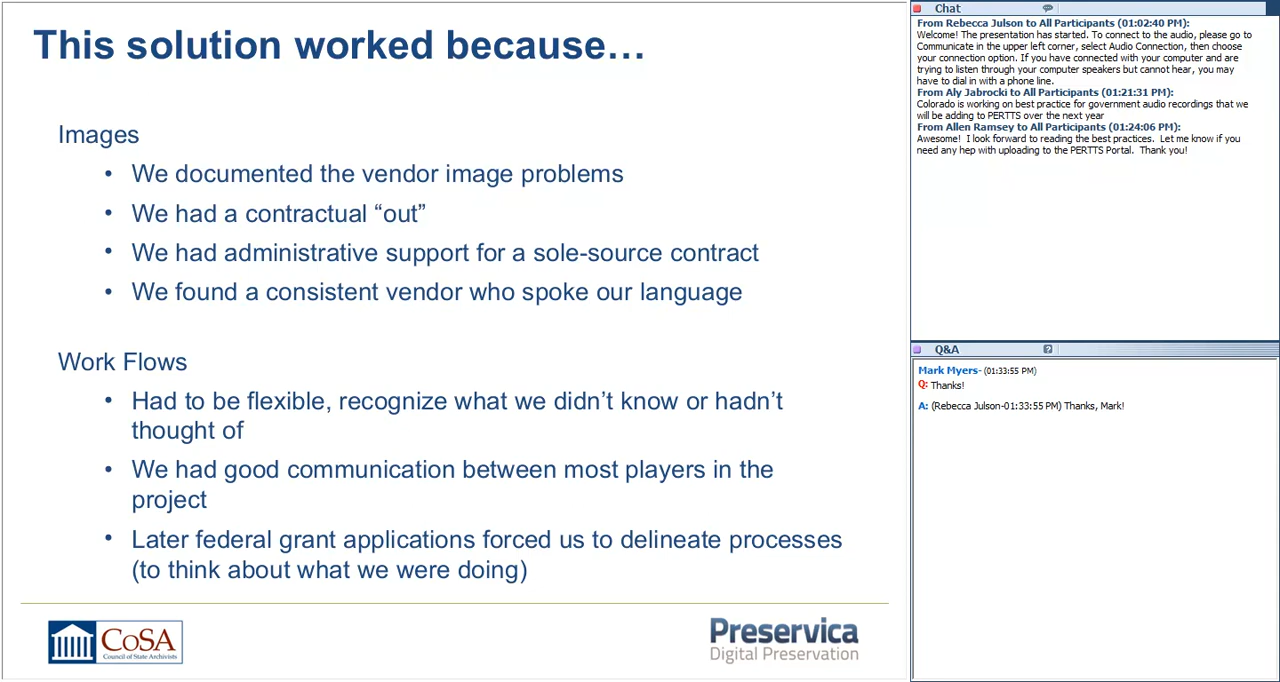 This solution worked because…
Images
• We documented the vendor image problems
• We had a contractual “out”
• We had administrative support for a sole-source contract
• We found a consistent vendor who spoke our language
Work Flows
• Had to be flexible, recognize what we didn’t know or hadn’t
thought of
• We had good communication between most players in the
project
• Later federal grant applications forced us to delineate processes
(to think about what we were doing)
CoSA
Council of State Archivists
Preservica
Digital Preservation
Chat
From Rebecca Julson to All Participants (01:02:40 PM):
Welcome! The presentation has started. To connect to the audio, please go to
Communicate in the upper left corner, select Audio Connection, then choose
your connection option. If you have connected with your computer and are
trying to listen through your computer speakers but cannot hear, you may
have to dial in with a phone line.
From Aly Jabrocki to All Participants (01:21:31 PM):
Colorado is working on best practice for government audio recordings that we
will be adding to PERTTS over the next year
From Allen Ramsey to All Participants (01:24:06 PM):
Awesome!  I look forward to reading the best practices.  Let me know if you
need any hep with uploading to the PERTTS Portal.  Thank you!
Q&A
Mark Myers- (01:33:55 PM)
Q: Thanks!
A: (Rebecca Julson-01:33:55 PM) Thanks, Mark!